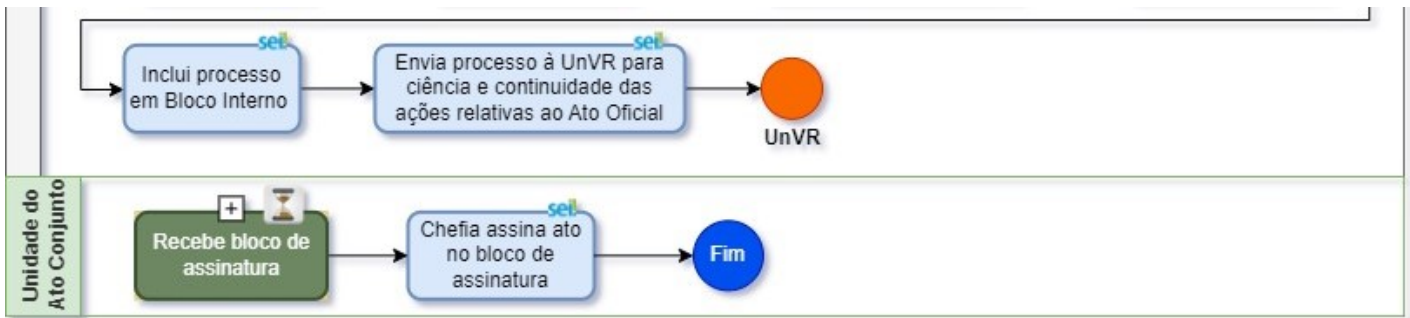 sei!
sei!
Inclui processo
em Bloco Interno
Envia processo à UnVR para
ciência e continuidade das
ações relativas ao Ato Oficial
UnVR
Unidade do
Ato Conjunto
+
Recebe bloco de
assinatura
sei!
Chefia assina ato
no bloco de
assinatura
Fim